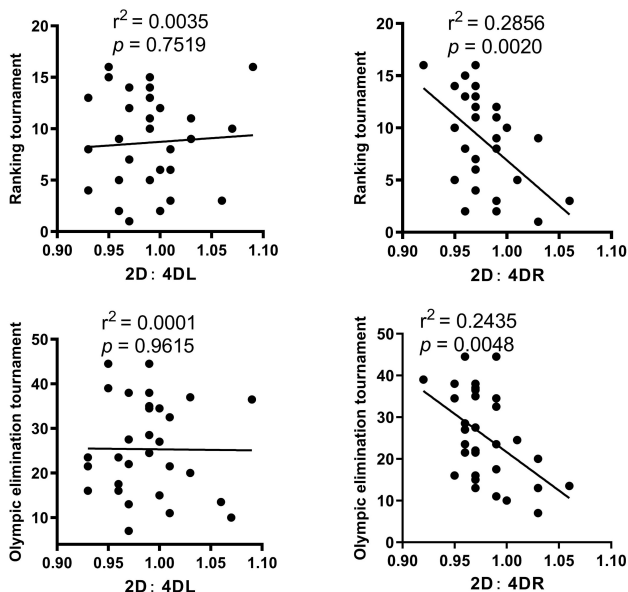 r² = 0.0035
p = 0.7519
Ranking tournament
20
15
10
5
0
0.90 0.95 1.00 1.05 1.10
2D: 4DL
r² = 0.2856
p = 0.0020
Ranking tournament
20
15
10
5
0
0.90 0.95 1.00 1.05 1.10
2D: 4DR
r² = 0.0001
p = 0.9615
Olympic elimination tournament
50
40
30
20
10
0.90 0.95 1.00 1.05 1.10
2D: 4DL
r² = 0.2435
p = 0.0048
Olympic elimination tournament
50
40
30
20
10
0
0.90 0.95 1.00 1.05 1.10
2D: 4DR